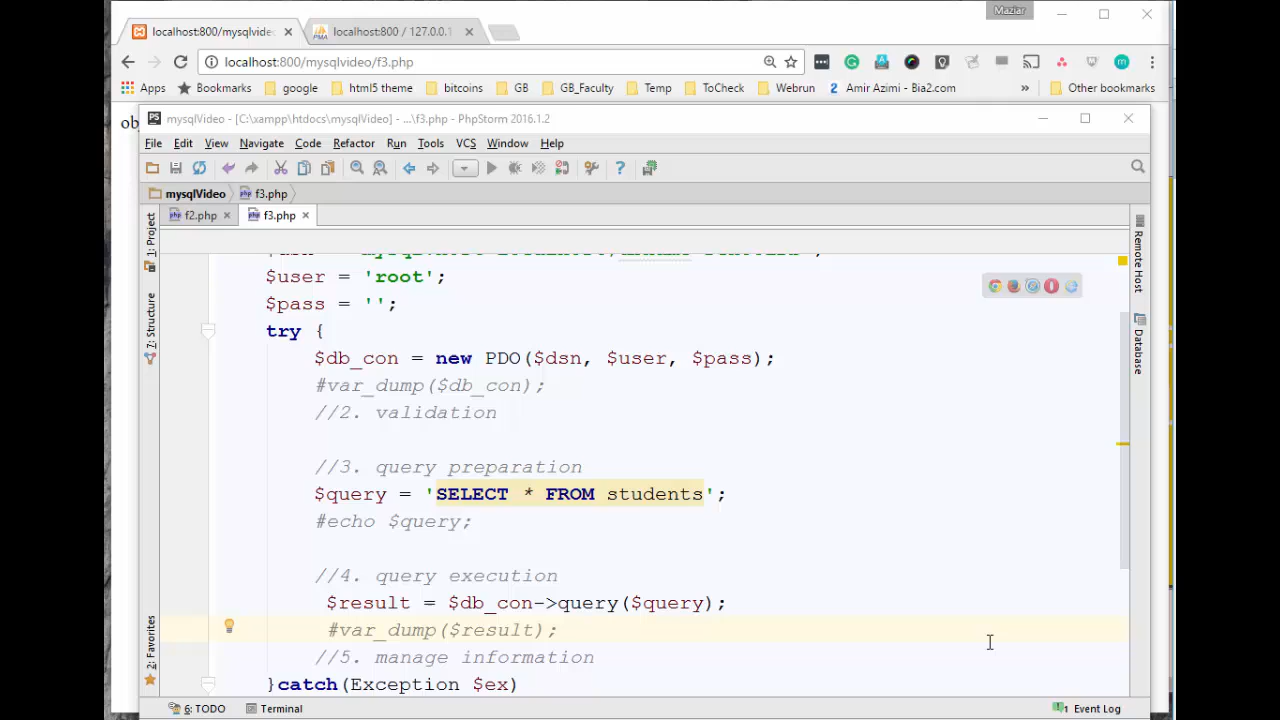 Maziar
localhost:800/mysqlvide
localhost:800 / 127.0.0.1
localhost:800/mysqlvideo/f3.php
Apps Bookmarks google html5 theme bitcoins GB GB_Faculty Temp ToCheck Webrun 2 Amir Azimi - Bia2.com » Other bookmarks
ob
PS mysqlVideo - [C:\xampp\htdocs\mysqlVideo] - ...\f3.php - PhpStorm 2016.1.2
File Edit View Navigate Code Refactor Run Tools VCS Window Help
mysqlVideo f3.php
f2.php f3.php
1: Project
7: Structure
2: Favorites
Remote Host
Database
$user = 'root';
$pass = '';
try {
$db_con = new PDO($dsn, $user, $pass);
#var_dump($db_con);
//2. validation
//3. query preparation
$query = 'SELECT * FROM students';
#echo $query;
//4. query execution
$result = $db_con->query($query);
#var_dump($result);
//5. manage information
}catch(Exception $ex)
6: TODO Terminal 1 Event Log